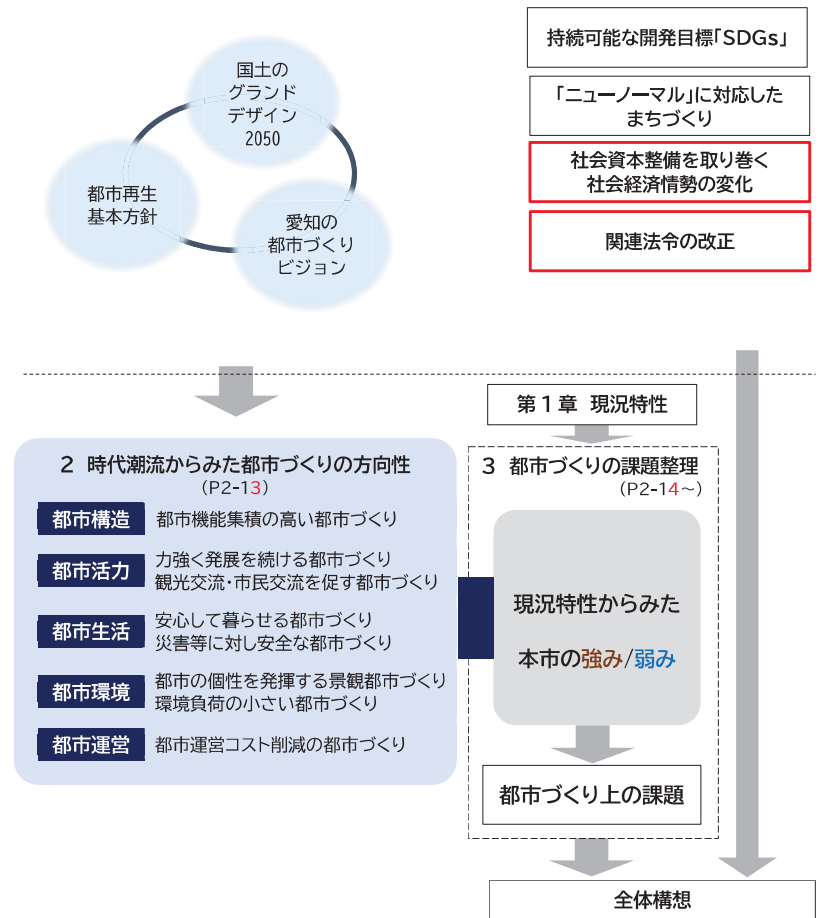 国土の
グランド
デザイン
2050
都市再生
基本方針
愛知の
都市づくり
ビジョン
持続可能な開発目標「SDGs」
「ニューノーマル」に対応した
まちづくり
社会資本整備を取り巻く
社会経済情勢の変化
関連法令の改正
2 時代潮流からみた都市づくりの方向性
(P2-13)
都市構造 都市機能集積の高い都市づくり
都市活力 力強く発展を続ける都市づくり
観光交流・市民交流を促す都市づくり
都市生活 安心して暮らせる都市づくり
災害等に対し安全な都市づくり
都市環境 都市の個性を発揮する景観都市づくり
環境負荷の小さい都市づくり
都市運営 都市運営コスト削減の都市づくり
第1章 現況特性
3 都市づくりの課題整理
(P2-14～)
現況特性からみた
本市の強み/弱み
都市づくり上の課題
全体構想